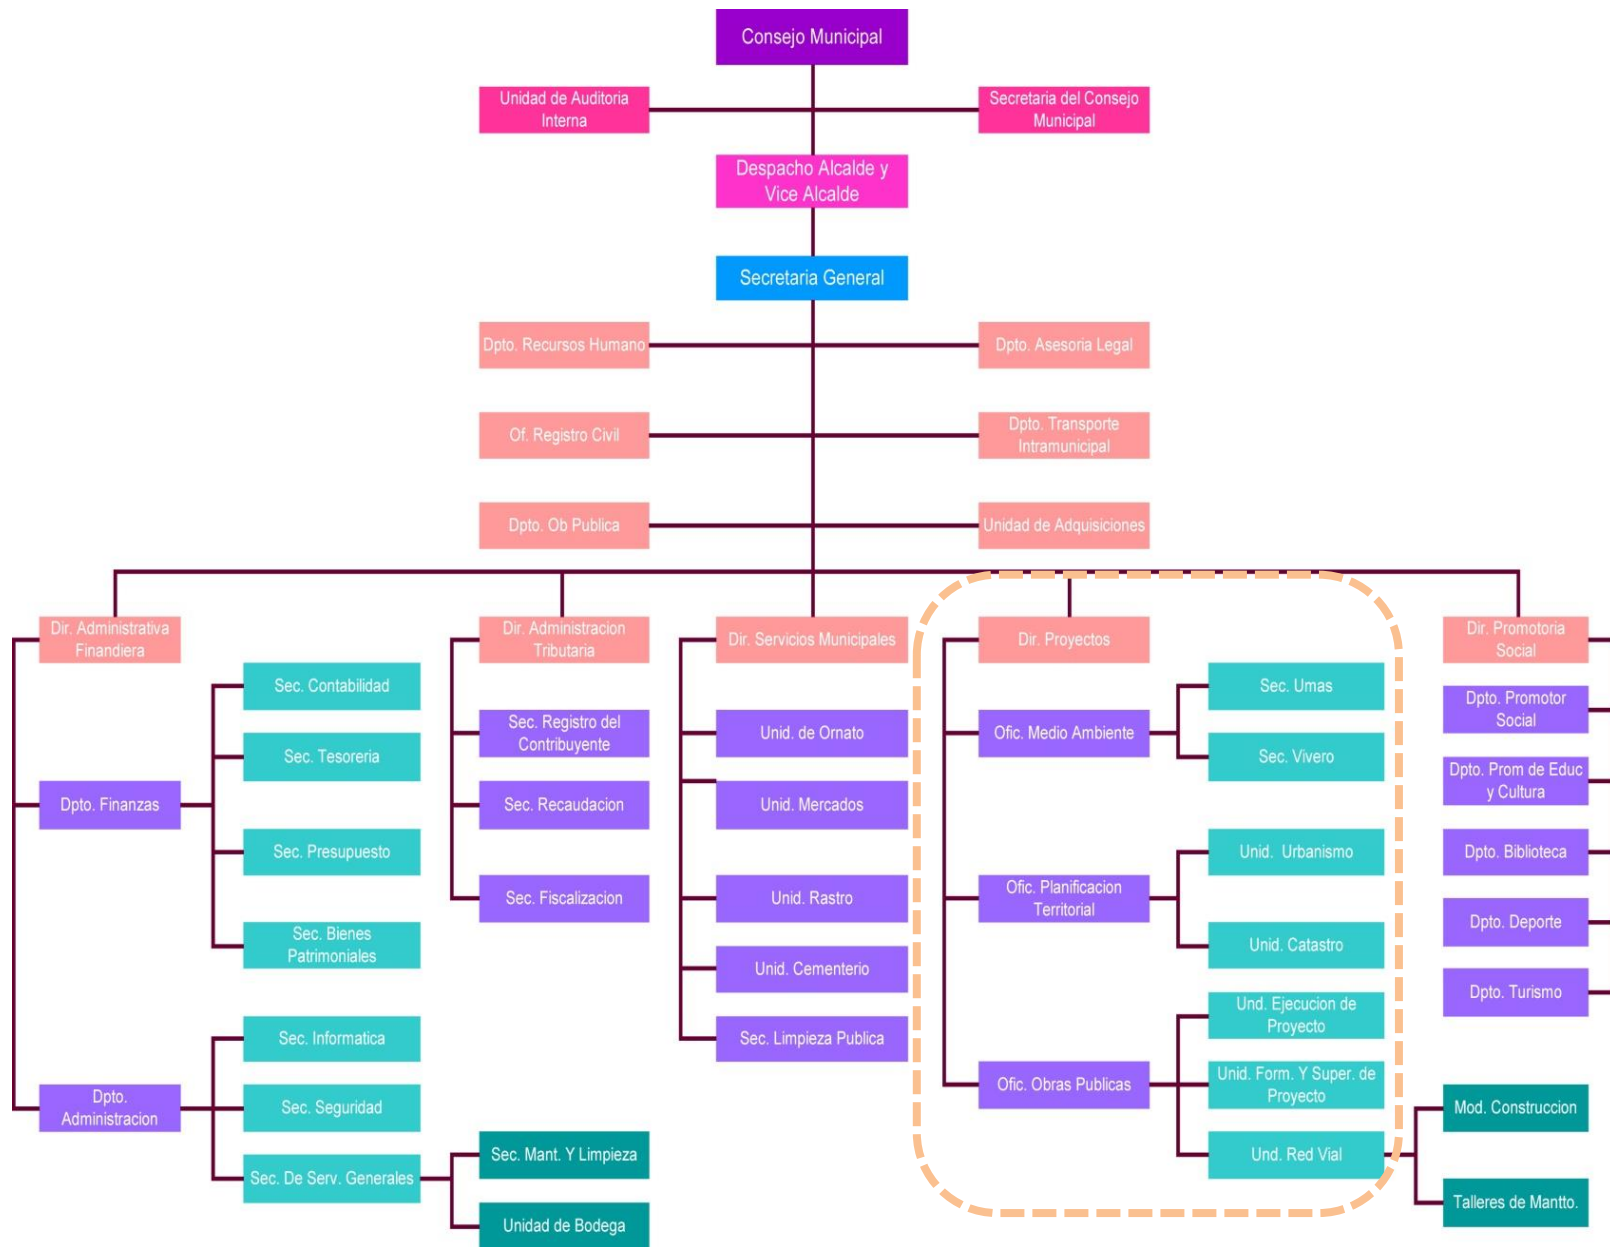 Consejo Municipal
Unidad de Auditoria
Interna
Secretaria del Consejo
Municipal
Despacho Alcalde y
Vice Alcalde
Secretaria General
Dpto. Recursos Humano
Dpto. Asesoria Legal
Of. Registro Civil
Dpto. Transporte
Intramunicipal
Dpto. Ob Publica
Unidad de Adquisiciones
Dir. Administrativa
Finandiera
Sec. Contabilidad
Sec. Tesoreria
Dpto. Finanzas
Sec. Presupuesto
Sec. Bienes
Patrimoniales
Sec. Informatica
Dpto.
Administracion
Sec. Seguridad
Sec. De Serv. Generales
Sec. Mant. Y Limpieza
Unidad de Bodega
Dir. Administracion
Tributaria
Sec. Registro del
Contribuyente
Sec. Recaudacion
Sec. Fiscalizacion
Dir. Servicios Municipales
Unid. de Ornato
Unid. Mercados
Unid. Rastro
Unid. Cementerio
Sec. Limpieza Publica
Dir. Proyectos
Ofic. Medio Ambiente
Sec. Umas
Sec. Vivero
Ofic. Planificacion
Territorial
Unid. Urbanismo
Unid. Catastro
Ofic. Obras Publicas
Und. Ejecucion de
Proyecto
Unid. Form. Y Super. de
Proyecto
Und. Red Vial
Mod. Construccion
Talleres de Mantto.
Dir. Promotoria
Social
Dpto. Promotor
Social
Dpto. Prom de Educ
y Cultura
Dpto. Biblioteca
Dpto. Deporte
Dpto. Turismo